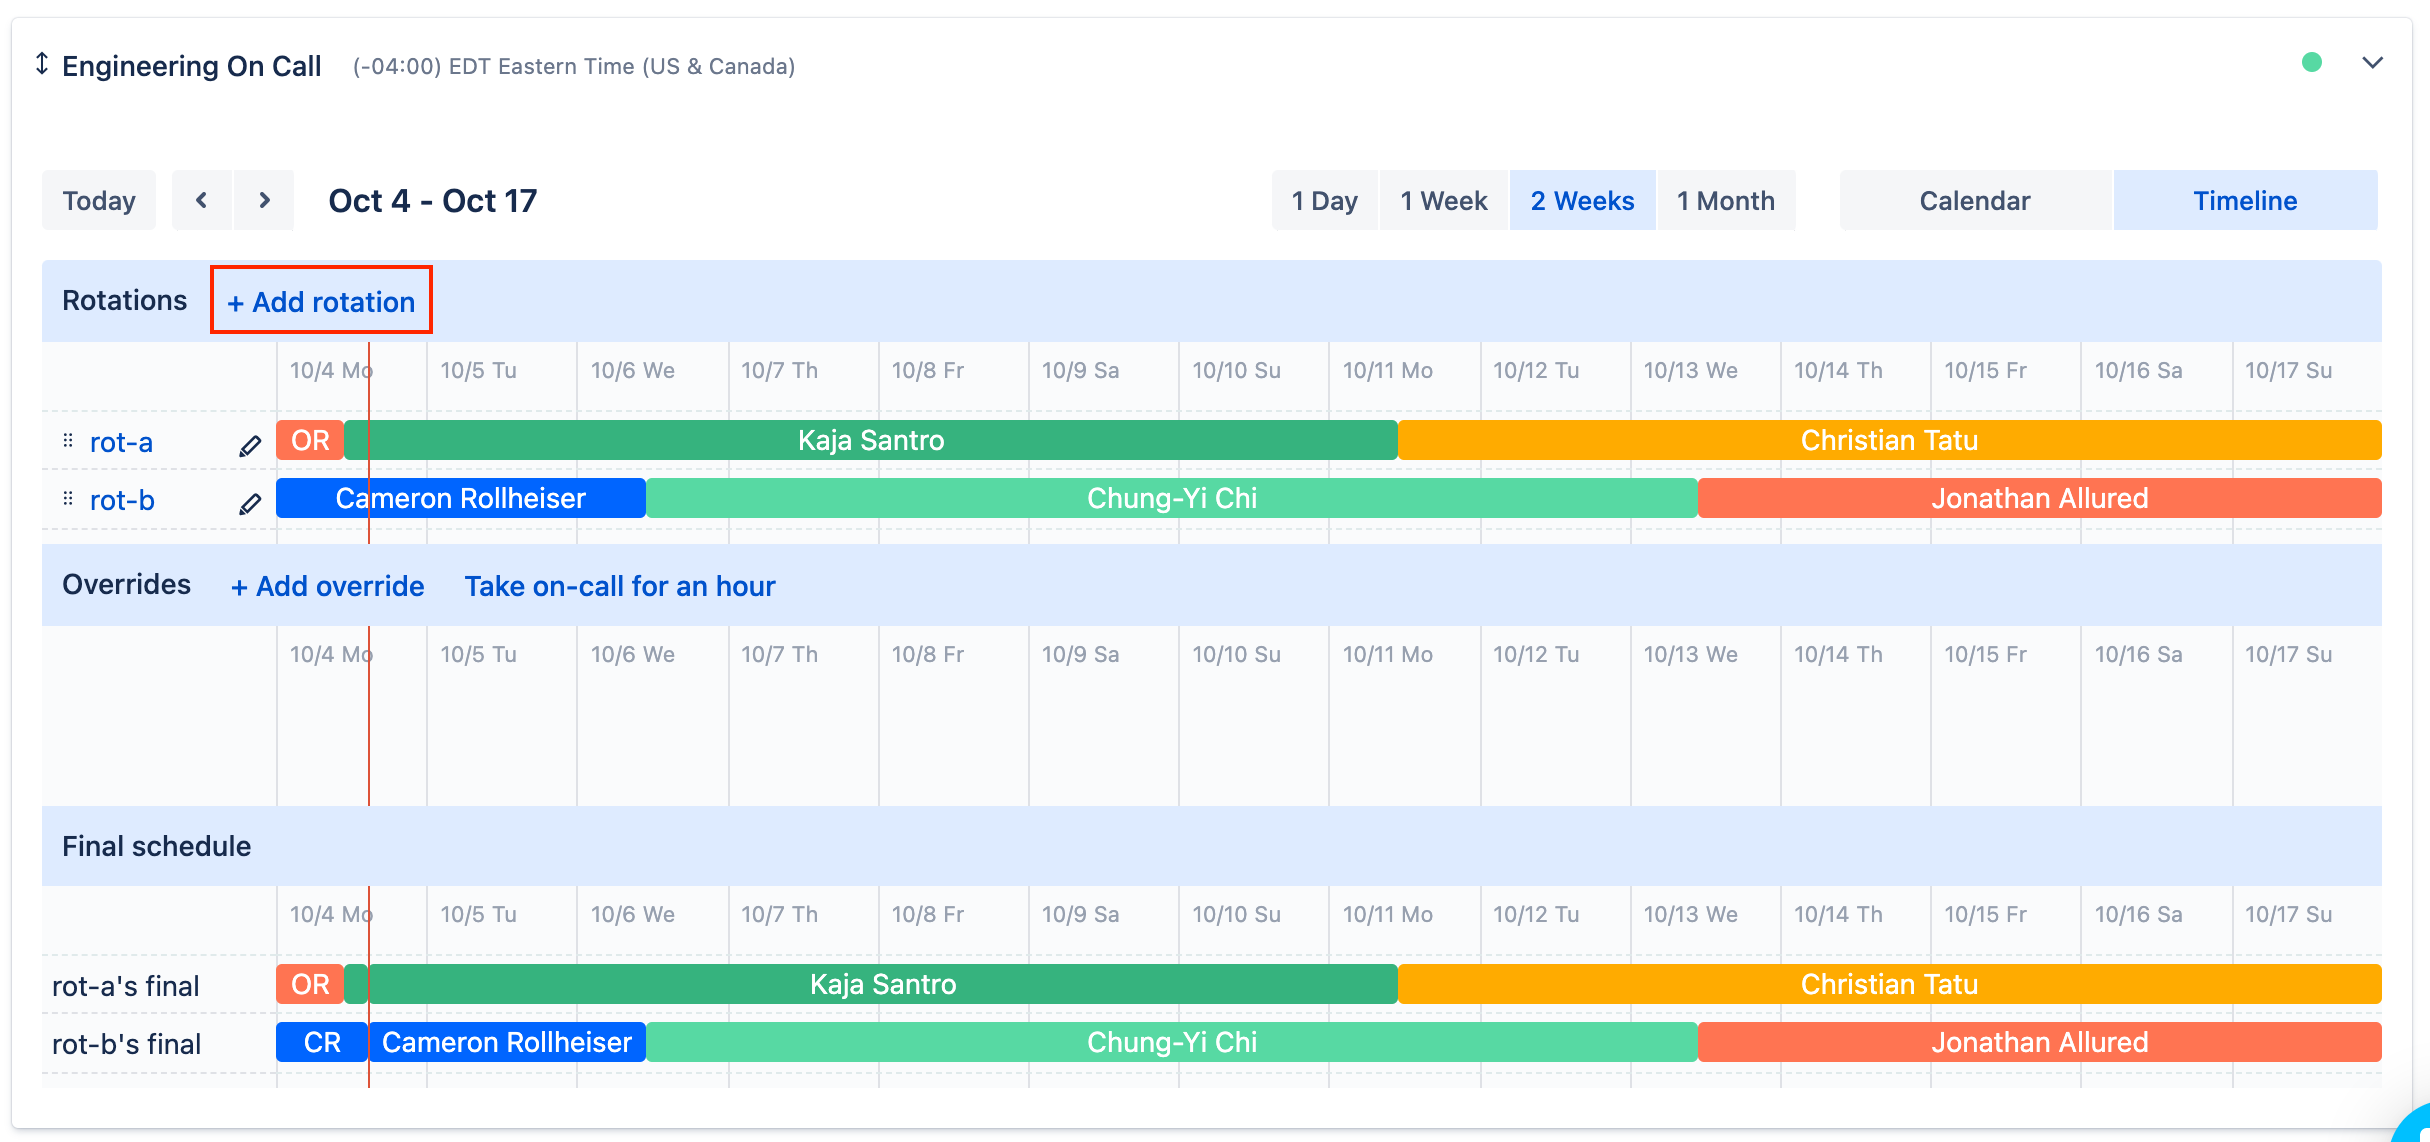 Engineering On Call (-04:00) EDT Eastern Time (US & Canada)
Today Oct 4 - Oct 17 1 Day 1 Week 2 Weeks 1 Month Calendar Timeline
Rotations + Add rotation
10/4 Mo 10/5 Tu 10/6 We 10/7 Th 10/8 Fr 10/9 Sa 10/10 Su 10/11 Mo 10/12 Tu 10/13 We 10/14 Th 10/15 Fr 10/16 Sa 10/17 Su
rot-a OR Kaja Santro Christian Tatu
rot-b Cameron Rollheiser Chung-Yi Chi Jonathan Allured
Overrides + Add override Take on-call for an hour
10/4 Mo 10/5 Tu 10/6 We 10/7 Th 10/8 Fr 10/9 Sa 10/10 Su 10/11 Mo 10/12 Tu 10/13 We 10/14 Th 10/15 Fr 10/16 Sa 10/17 Su
Final schedule
10/4 Mo 10/5 Tu 10/6 We 10/7 Th 10/8 Fr 10/9 Sa 10/10 Su 10/11 Mo 10/12 Tu 10/13 We 10/14 Th 10/15 Fr 10/16 Sa 10/17 Su
rot-a's final OR Kaja Santro Christian Tatu
rot-b's final CR Cameron Rollheiser Chung-Yi Chi Jonathan Allured